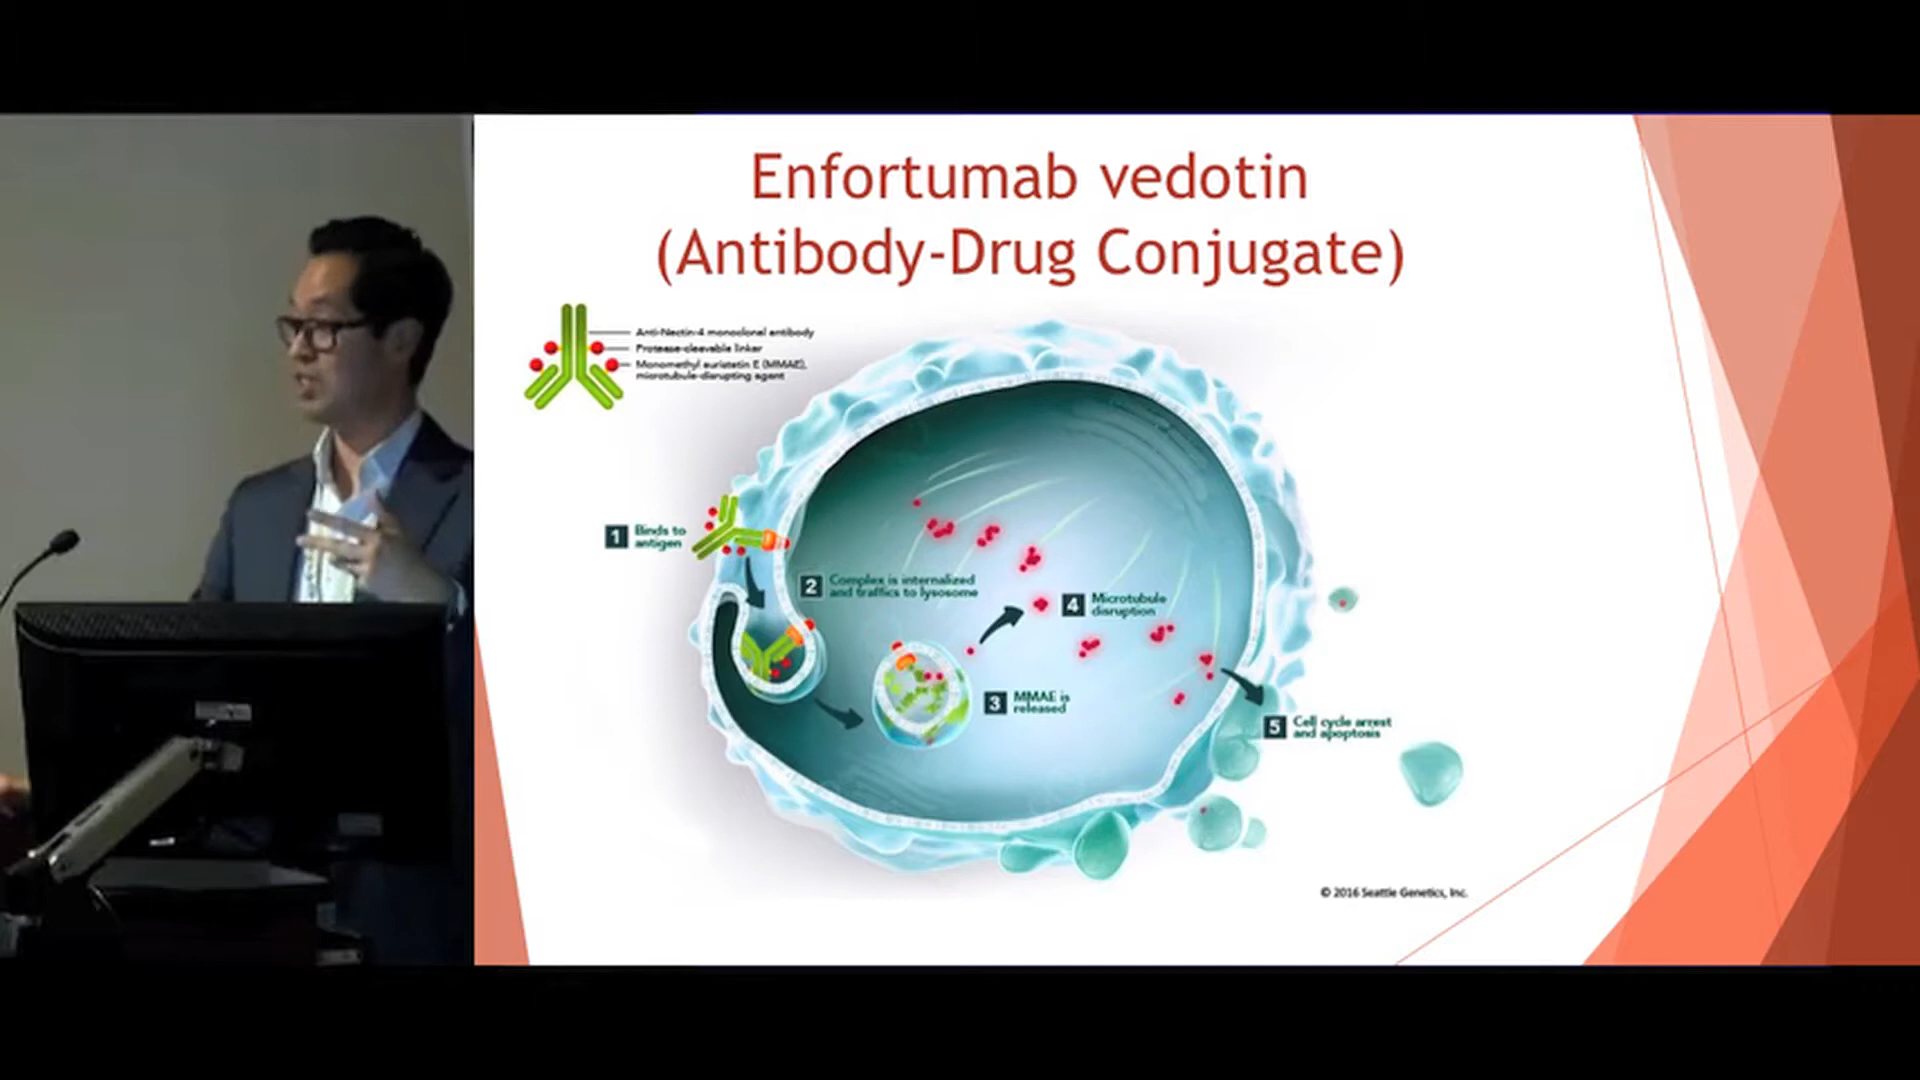 Enfortumab vedotin
(Antibody-Drug Conjugate)
Anti-Nectin-4 monoclonal antibody
Protease-cleavable linker
Monomethyl auristatin E (MMAE),
microtubule-disrupting agent
1 Binds to
antigen
2 Complex is internalized
and traffics to lysosome
3 MMAE is
released
4 Microtubule
disruption
5 Cell cycle arrest
and apoptosis
© 2016 Seattle Genetics, Inc.